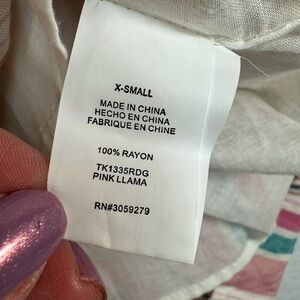 X-SMALL
MADE IN CHINA
HECHO EN CHINA
FABRIQUE EN CHINE
100% RAYON
TK1335RDG
PINK LLAMA
RN#3059279